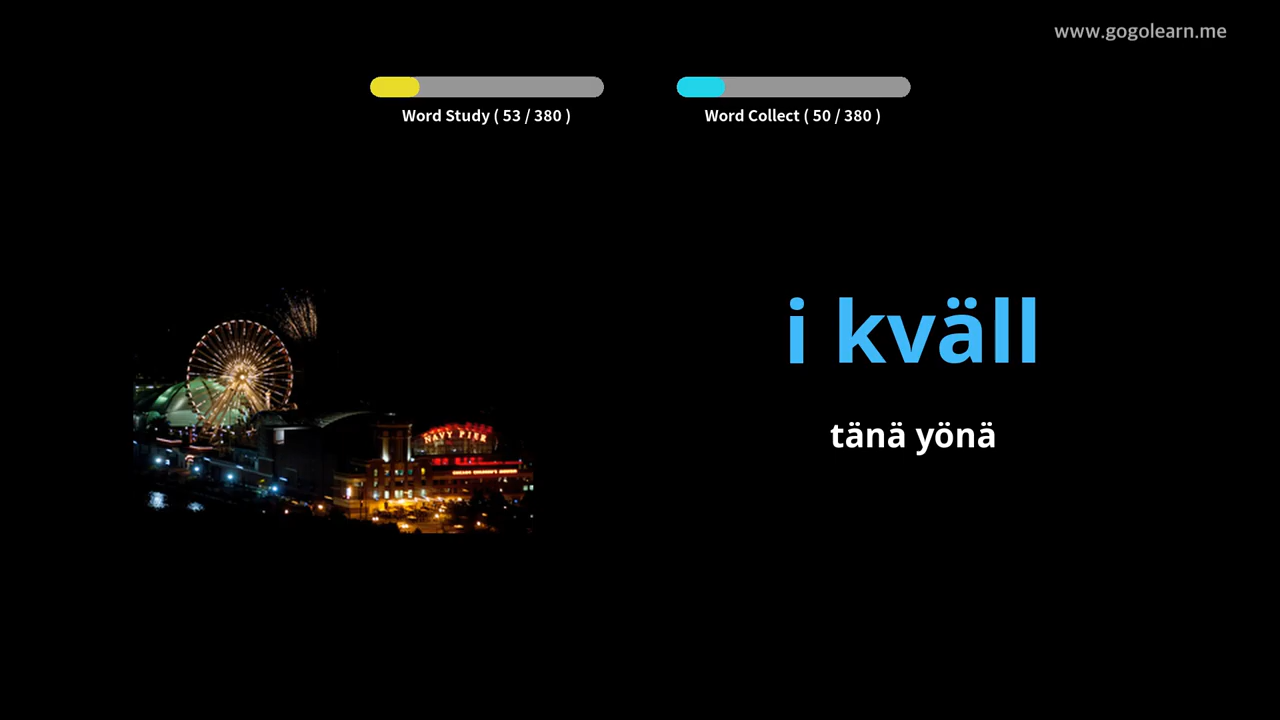 www.gogolearn.me
Word Study ( 53 / 380 )
Word Collect ( 50 / 380 )
i kväll
tänä yönä
NAVY PIER